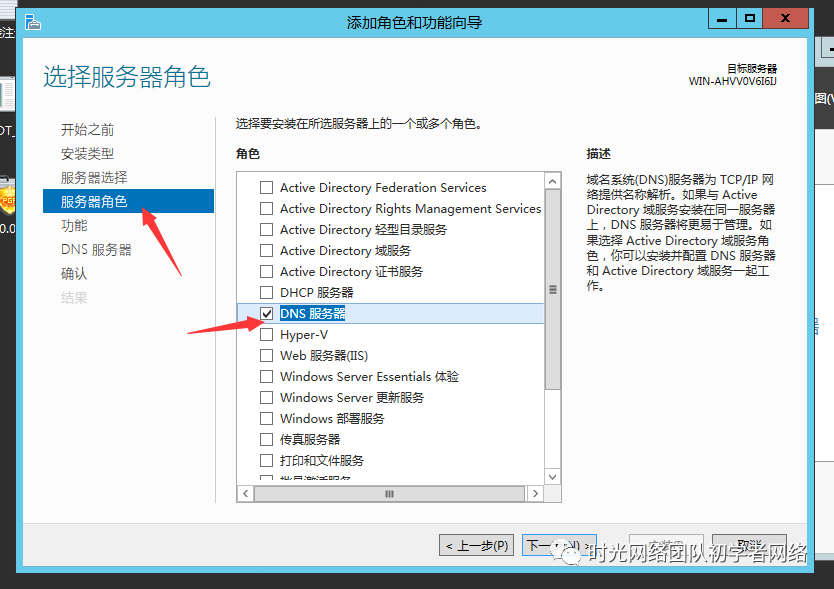 添加角色和功能向导
选择服务器角色
目标服务器
WIN-AHVV0V6I6IJ
开始之前
安装类型
服务器选择
服务器角色
功能
DNS 服务器
确认
结果
选择要安装在所选服务器上的一个或多个角色。
角色
Active Directory Federation Services
Active Directory Rights Management Services
Active Directory 轻型目录服务
Active Directory 域服务
Active Directory 证书服务
DHCP 服务器
DNS 服务器
Hyper-V
Web 服务器(IIS)
Windows Server Essentials 体验
Windows Server 更新服务
Windows 部署服务
传真服务器
打印和文件服务
描述
域名系统(DNS)服务器为 TCP/IP 网
络提供名称解析。如果与 Active
Directory 域服务安装在同一服务器
上，DNS 服务器将更易于管理。如
果选择 Active Directory 域服务角
色，你可以安装并配置 DNS 服务器
和 Active Directory 域服务一起工
作。
< 上一步(P)
取消
时光网络团队初学者网络